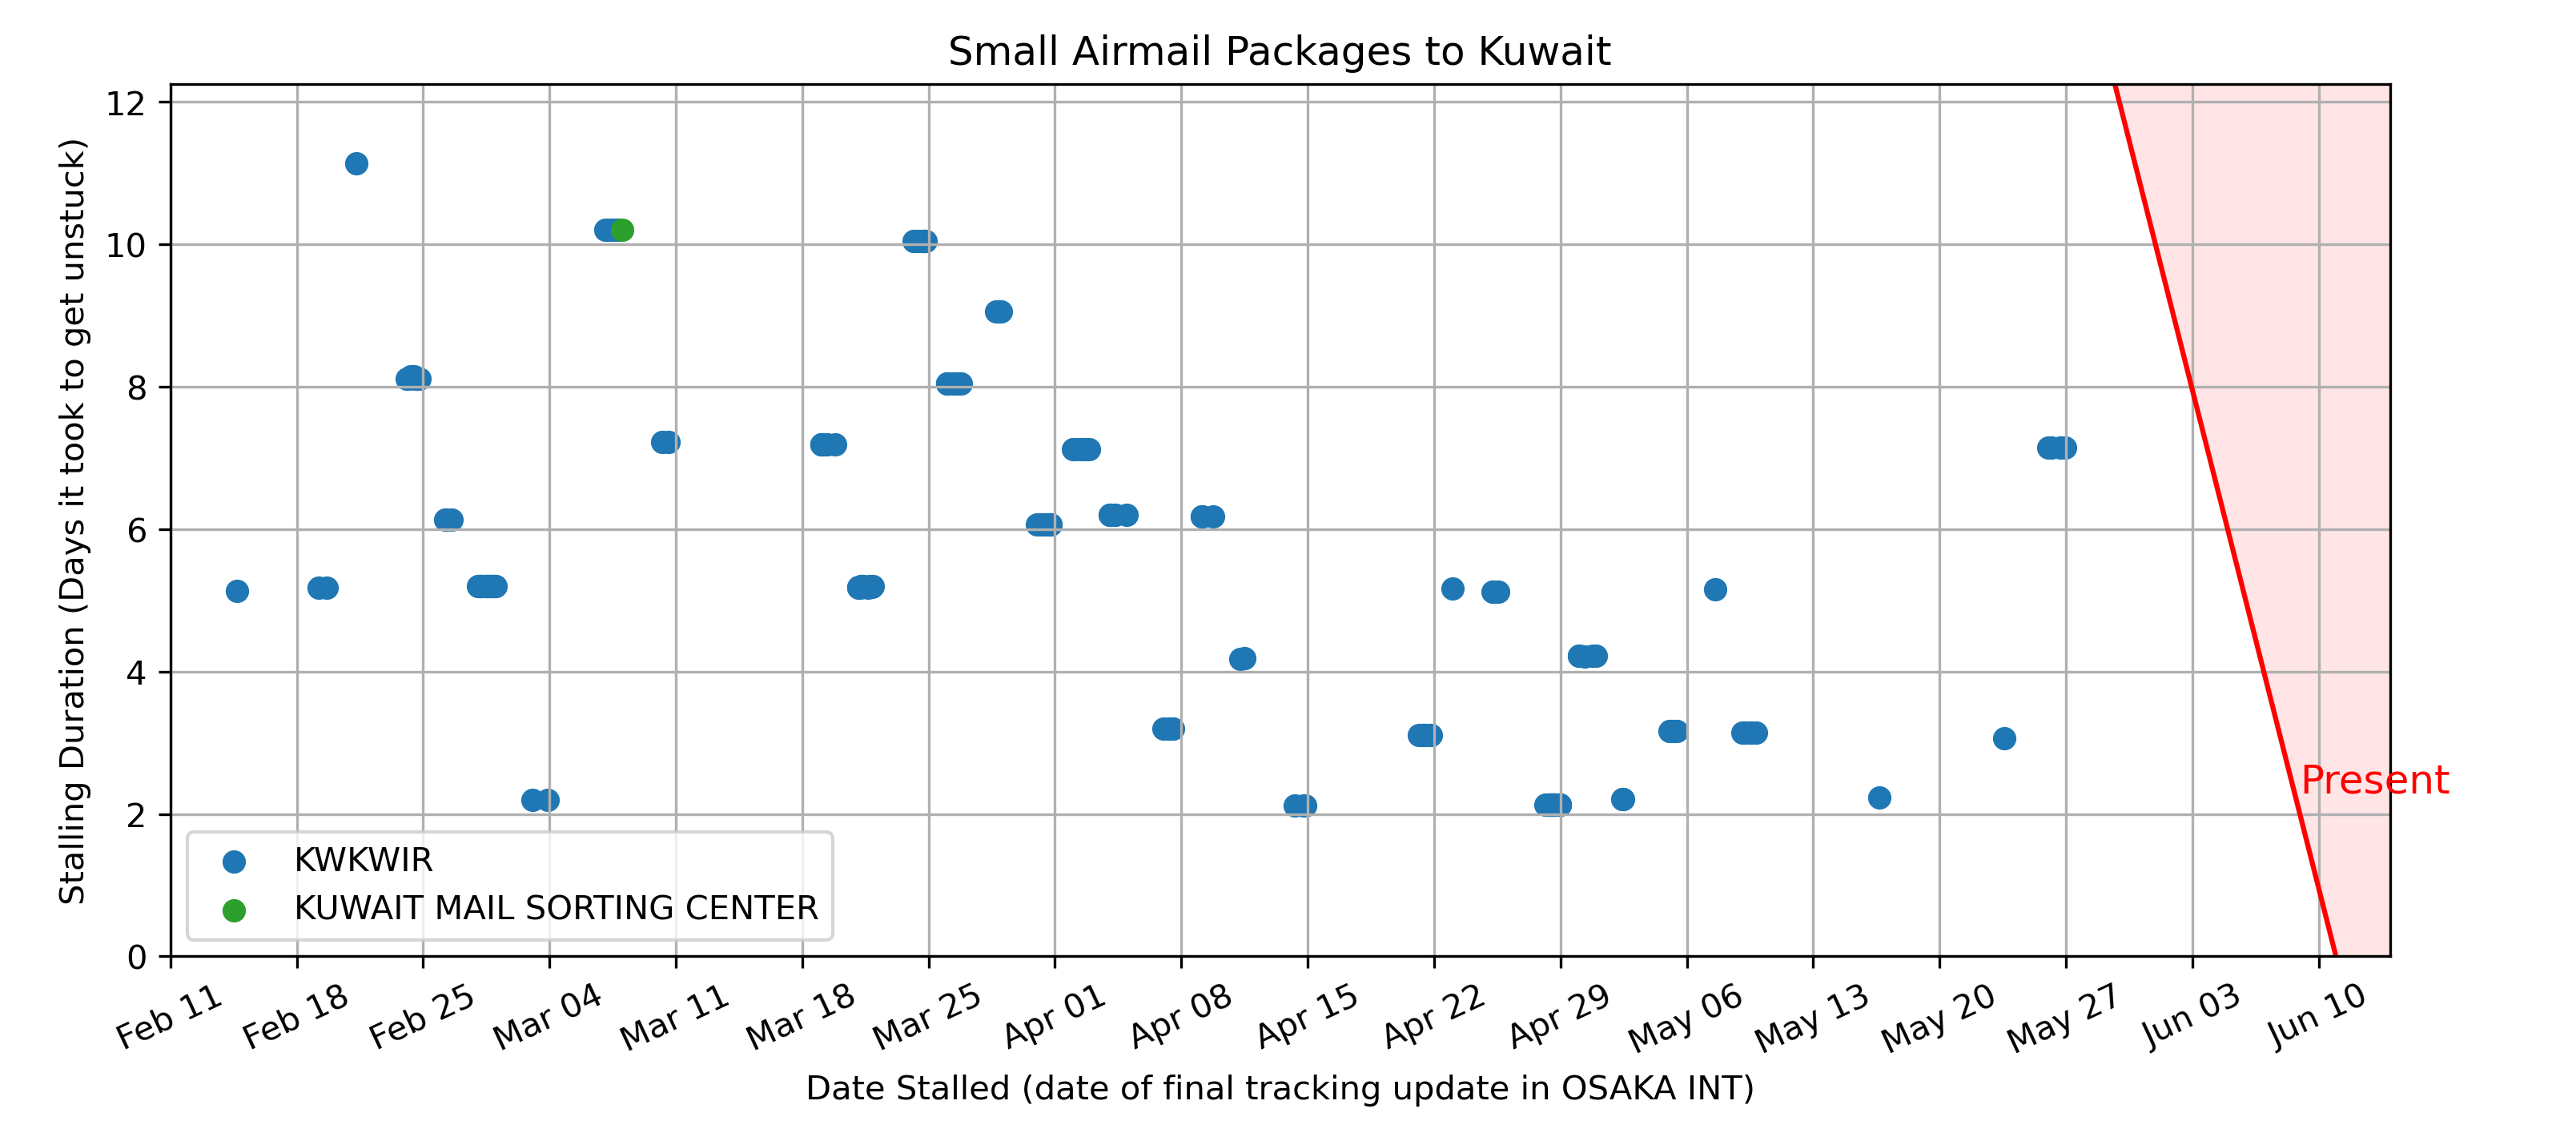 Small Airmail Packages to Kuwait
Stalling Duration (Days it took to get unstuck)
12
10
8
6
4
2
0
Present
KWKWIR
KUWAIT MAIL SORTING CENTER
Feb 11
Feb 18
Feb 25
Mar 04
Mar 11
Mar 18
Mar 25
Apr 01
Apr 08
Apr 15
Apr 22
Apr 29
May 06
May 13
May 20
May 27
Jun 03
Jun 10
Date Stalled (date of final tracking update in OSAKA INT)